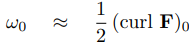 ω₀ ≈ 1/2 (curl F)₀